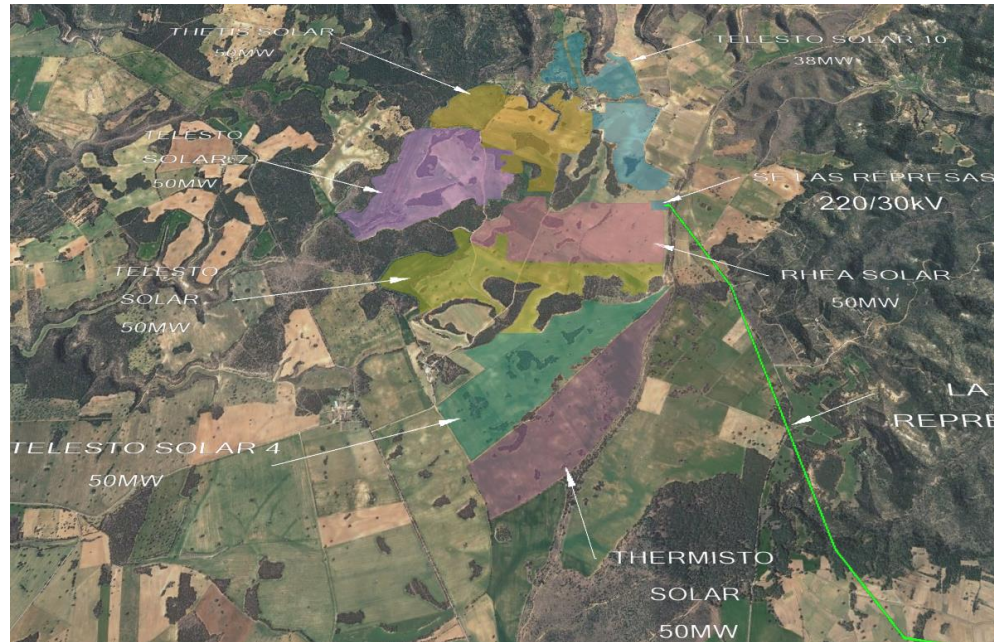 THETIS SOLAR
50MW
TELESTO SOLAR 10
38MW
TELESTO
SOLAR 7
50MW
SE LAS REPRESAS
220/30kV
TELESTO
SOLAR
50MW
RHEA SOLAR
50MW
LA
REPRE
TELESTO SOLAR 4
50MW
THERMISTO
SOLAR
50MW